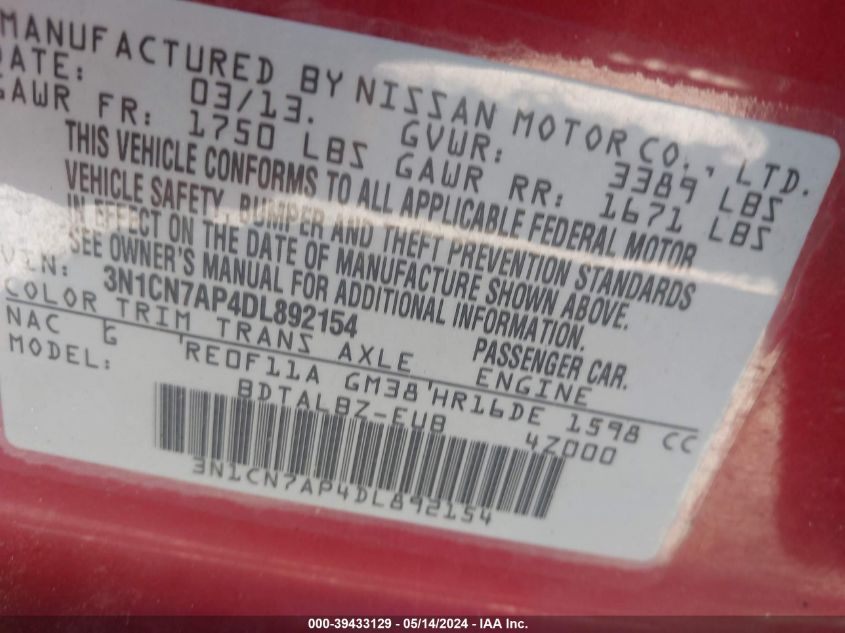 MANUFACTURED BY NISSAN MOTOR CO., LTD.
DATE: 03/13. GVWR: 3389 LBS
GAWR FR: 1750 LBS GAWR RR: 1671 LBS
THIS VEHICLE CONFORMS TO ALL APPLICABLE FEDERAL MOTOR
VEHICLE SAFETY, BUMPER AND THEFT PREVENTION STANDARDS
IN EFFECT ON THE DATE OF MANUFACTURE SHOWN ABOVE.
SEE OWNER'S MANUAL FOR ADDITIONAL INFORMATION.
VIN: 3N1CN7AP4DL892154 PASSENGER CAR.
COLOR TRIM TRANS AXLE ENGINE
NAC G 'RE0F11A GM38'HR16DE 1598 CC
MODEL: BDTALBZ-EUB 4Z000
3N1CN7AP4DL892154
000-39433129 - 05/14/2024 - IAA Inc.